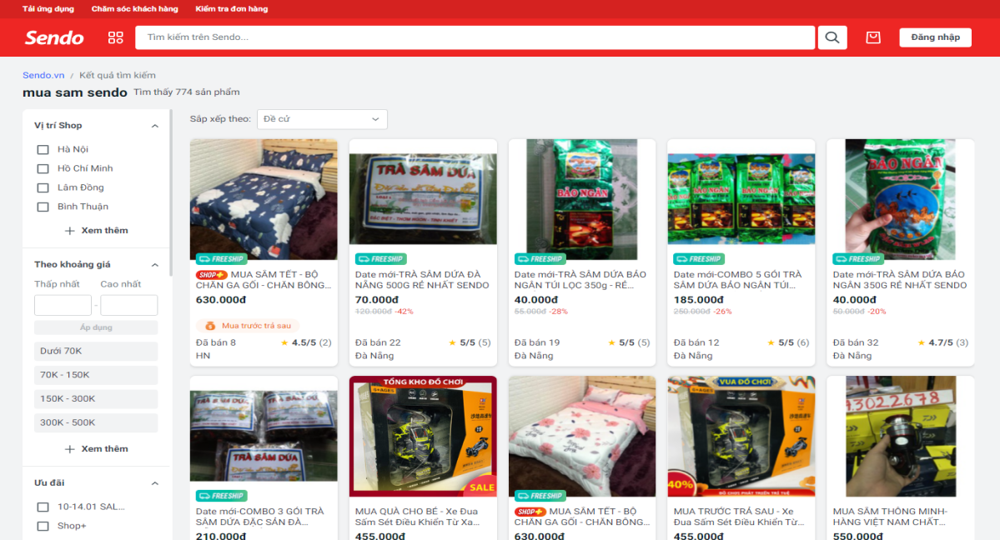 Tải ứng dụng Chăm sóc khách hàng Kiểm tra đơn hàng
Sendo Tìm kiếm trên Sendo... Đăng nhập
Sendo.vn / Kết quả tìm kiếm
mua sam sendo Tìm thấy 774 sản phẩm
Vị trí Shop
Hà Nội
Hồ Chí Minh
Lâm Đồng
Bình Thuận
Xem thêm
Theo khoảng giá
Thấp nhất Cao nhất
-
Áp dụng
Dưới 70K
70K - 150K
150K - 300K
300K - 500K
Xem thêm
Ưu đãi
10-14.01 SAL...
Shop+
Sắp xếp theo: Đề cử
FREESHIP
SHOP+ MUA SẮM TẾT - BỘ
CHĂN GA GỐI - CHĂN BÔNG...
630.000đ
Mua trước trả sau
Đã bán 8 4.5/5 (2)
HN
TRÀ SÂM DỨA
FREESHIP
Date mới-TRÀ SÂM DỨA ĐÀ
NẴNG 500G RẺ NHẤT SENDO
70.000đ
120.000đ -42%
Đã bán 22 5/5 (5)
Đà Nẵng
BẢO NGÂN
FREESHIP
Date mới-TRÀ SÂM DỨA BẢO
NGÂN TÚI LỌC 350g - RẺ...
40.000đ
55.000đ -28%
Đã bán 19 5/5 (5)
Đà Nẵng
FREESHIP
Date mới-COMBO 5 GÓI TRÀ
SÂM DỨA BẢO NGÂN TÚI...
185.000đ
250.000đ -26%
Đã bán 12 5/5 (6)
Đà Nẵng
BẢO NGÂN
FREESHIP
Date mới-TRÀ SÂM DỨA BẢO
NGÂN 350G RẺ NHẤT SENDO
40.000đ
50.000đ -20%
Đã bán 32 4.7/5 (3)
Đà Nẵng
TRÀ SÂM DỨA
FREESHIP
Date mới-COMBO 3 GÓI TRÀ
SÂM DỨA ĐẶC SẢN ĐÀ...
210.000đ
TỔNG KHO ĐỒ CHƠI
6+AGES
SALE
MUA QUÀ CHO BÉ - Xe Đua
Sấm Sét Điều Khiển Từ Xa...
455.000đ
FREESHIP
SHOP+ MUA SẮM TẾT - BỘ
CHĂN GA GỐI - CHĂN BÔNG...
630.000đ
VUA ĐỒ CHƠI
6+AGES
40%
ĐỒ CHƠI PHÁT TRIỂN TRÍ TUỆ
MUA TRƯỚC TRẢ SAU - Xe
Đua Sấm Sét Điều Khiển Từ...
455.000đ
MUA SẮM THÔNG MINH-
HÀNG VIỆT NAM CHẤT...
550.000đ